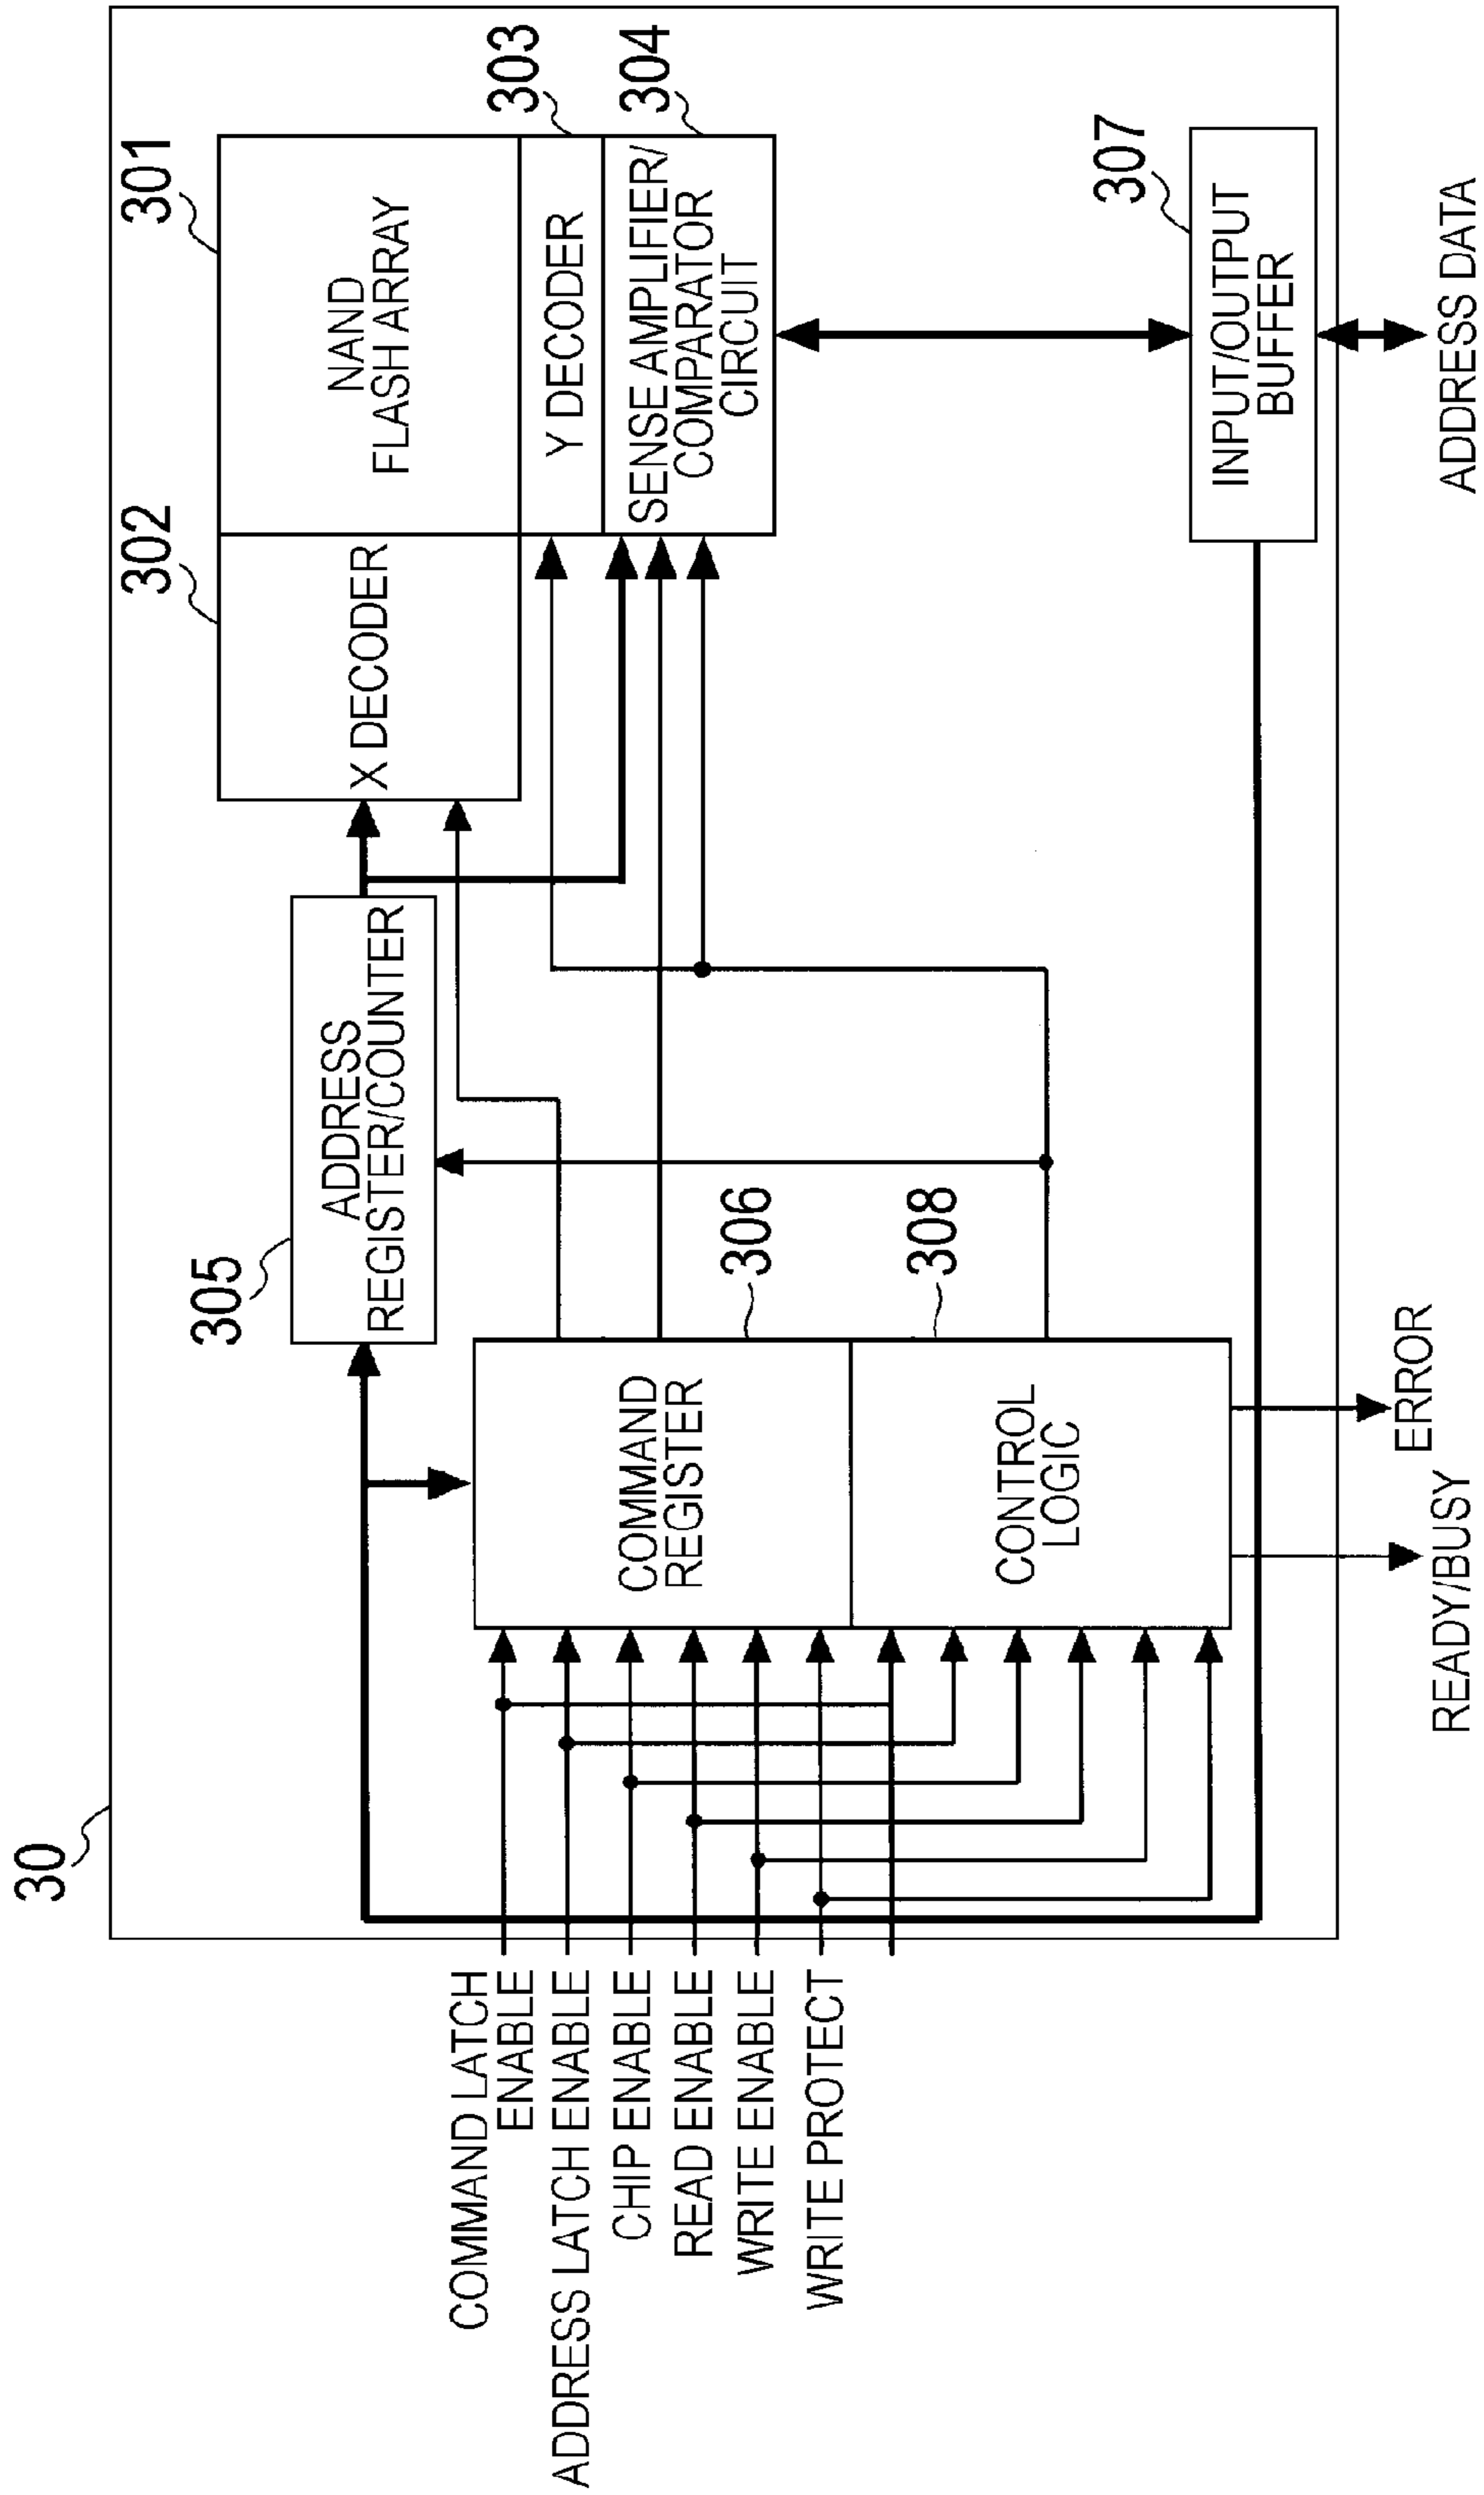 30
301
302
303
304
305
306
307
308
NAND
FLASH ARRAY
X DECODER
Y DECODER
SENSE AMPLIFIER/
COMPARATOR
CIRCUIT
ADDRESS
REGISTER/COUNTER
COMMAND
REGISTER
CONTROL
LOGIC
INPUT/OUTPUT
BUFFER
COMMAND LATCH
ENABLE
ADDRESS LATCH ENABLE
CHIP ENABLE
READ ENABLE
WRITE ENABLE
WRITE PROTECT
READY/BUSY
ERROR
ADDRESS DATA